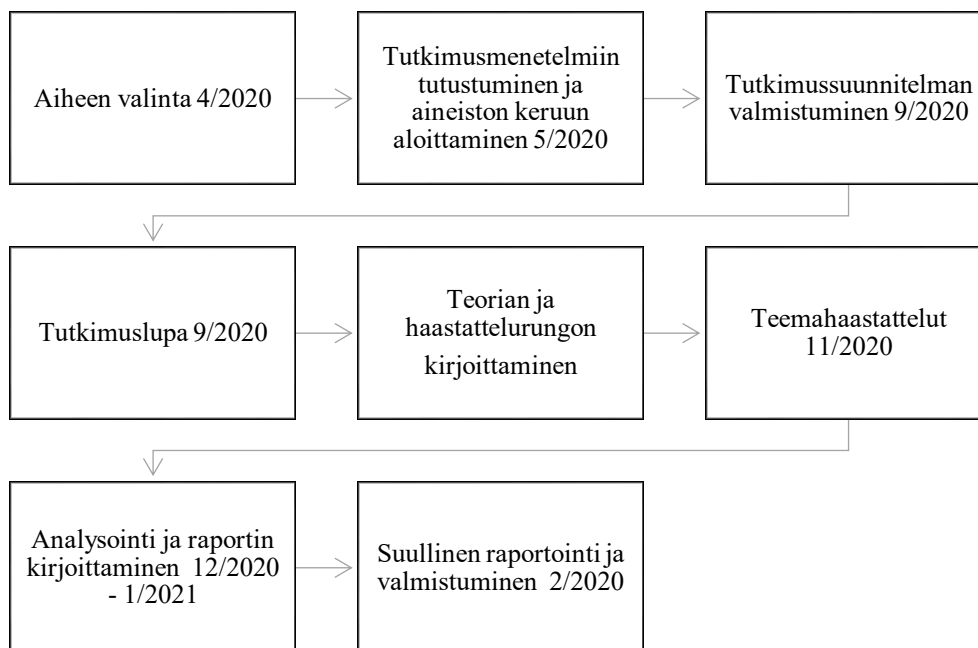 Aiheen valinta 4/2020
Tutkimusmenetelmiin
tutustuminen ja
aineiston keruun
aloittaminen 5/2020
Tutkimussuunnitelman
valmistuminen 9/2020
Tutkimuslupa 9/2020
Teorian ja
haastattelurungon
kirjoittaminen
Teemahaastattelut
11/2020
Analysointi ja raportin
kirjoittaminen 12/2020
- 1/2021
Suullinen raportointi ja
valmistuminen 2/2020